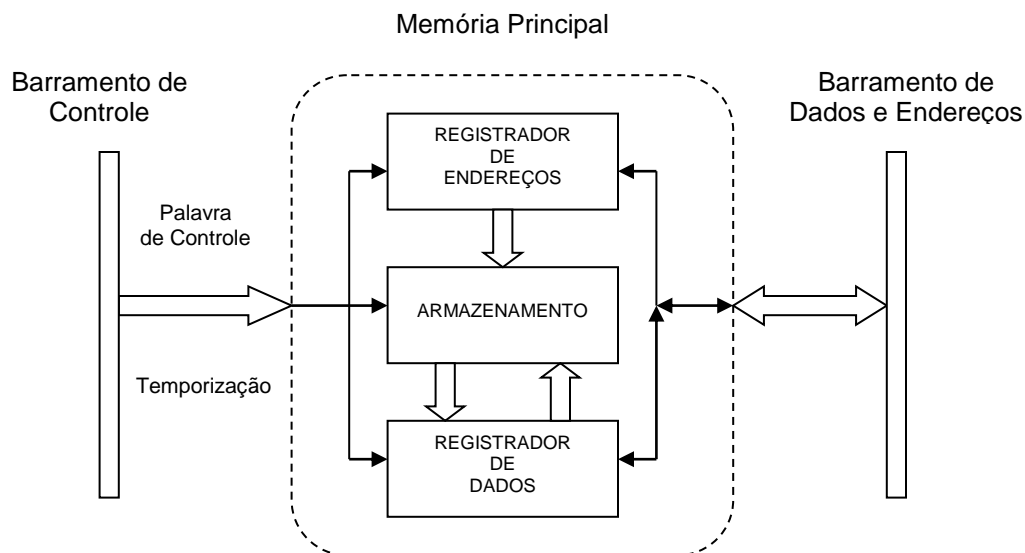 Memória Principal
Barramento de
Controle
Barramento de
Dados e Endereços
REGISTRADOR
DE
ENDEREÇOS
Palavra
de Controle
ARMAZENAMENTO
Temporização
REGISTRADOR
DE
DADOS